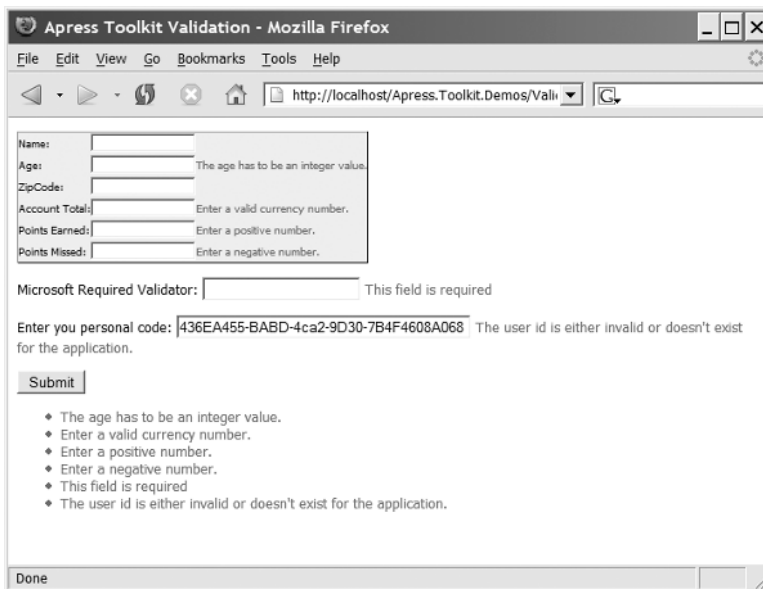 Apress Toolkit Validation - Mozilla Firefox
File Edit View Go Bookmarks Tools Help
http://localhost/Apress.Toolkit.Demos/Vali
G
Name:
Age: The age has to be an integer value.
ZipCode:
Account Total: Enter a valid currency number.
Points Earned: Enter a positive number.
Points Missed: Enter a negative number.
Microsoft Required Validator: This field is required
Enter you personal code: 436EA455-BABD-4ca2-9D30-7B4F4608A068 The user id is either invalid or doesn't exist
for the application.
Submit
The age has to be an integer value.
Enter a valid currency number.
Enter a positive number.
Enter a negative number.
This field is required
The user id is either invalid or doesn't exist for the application.
Done